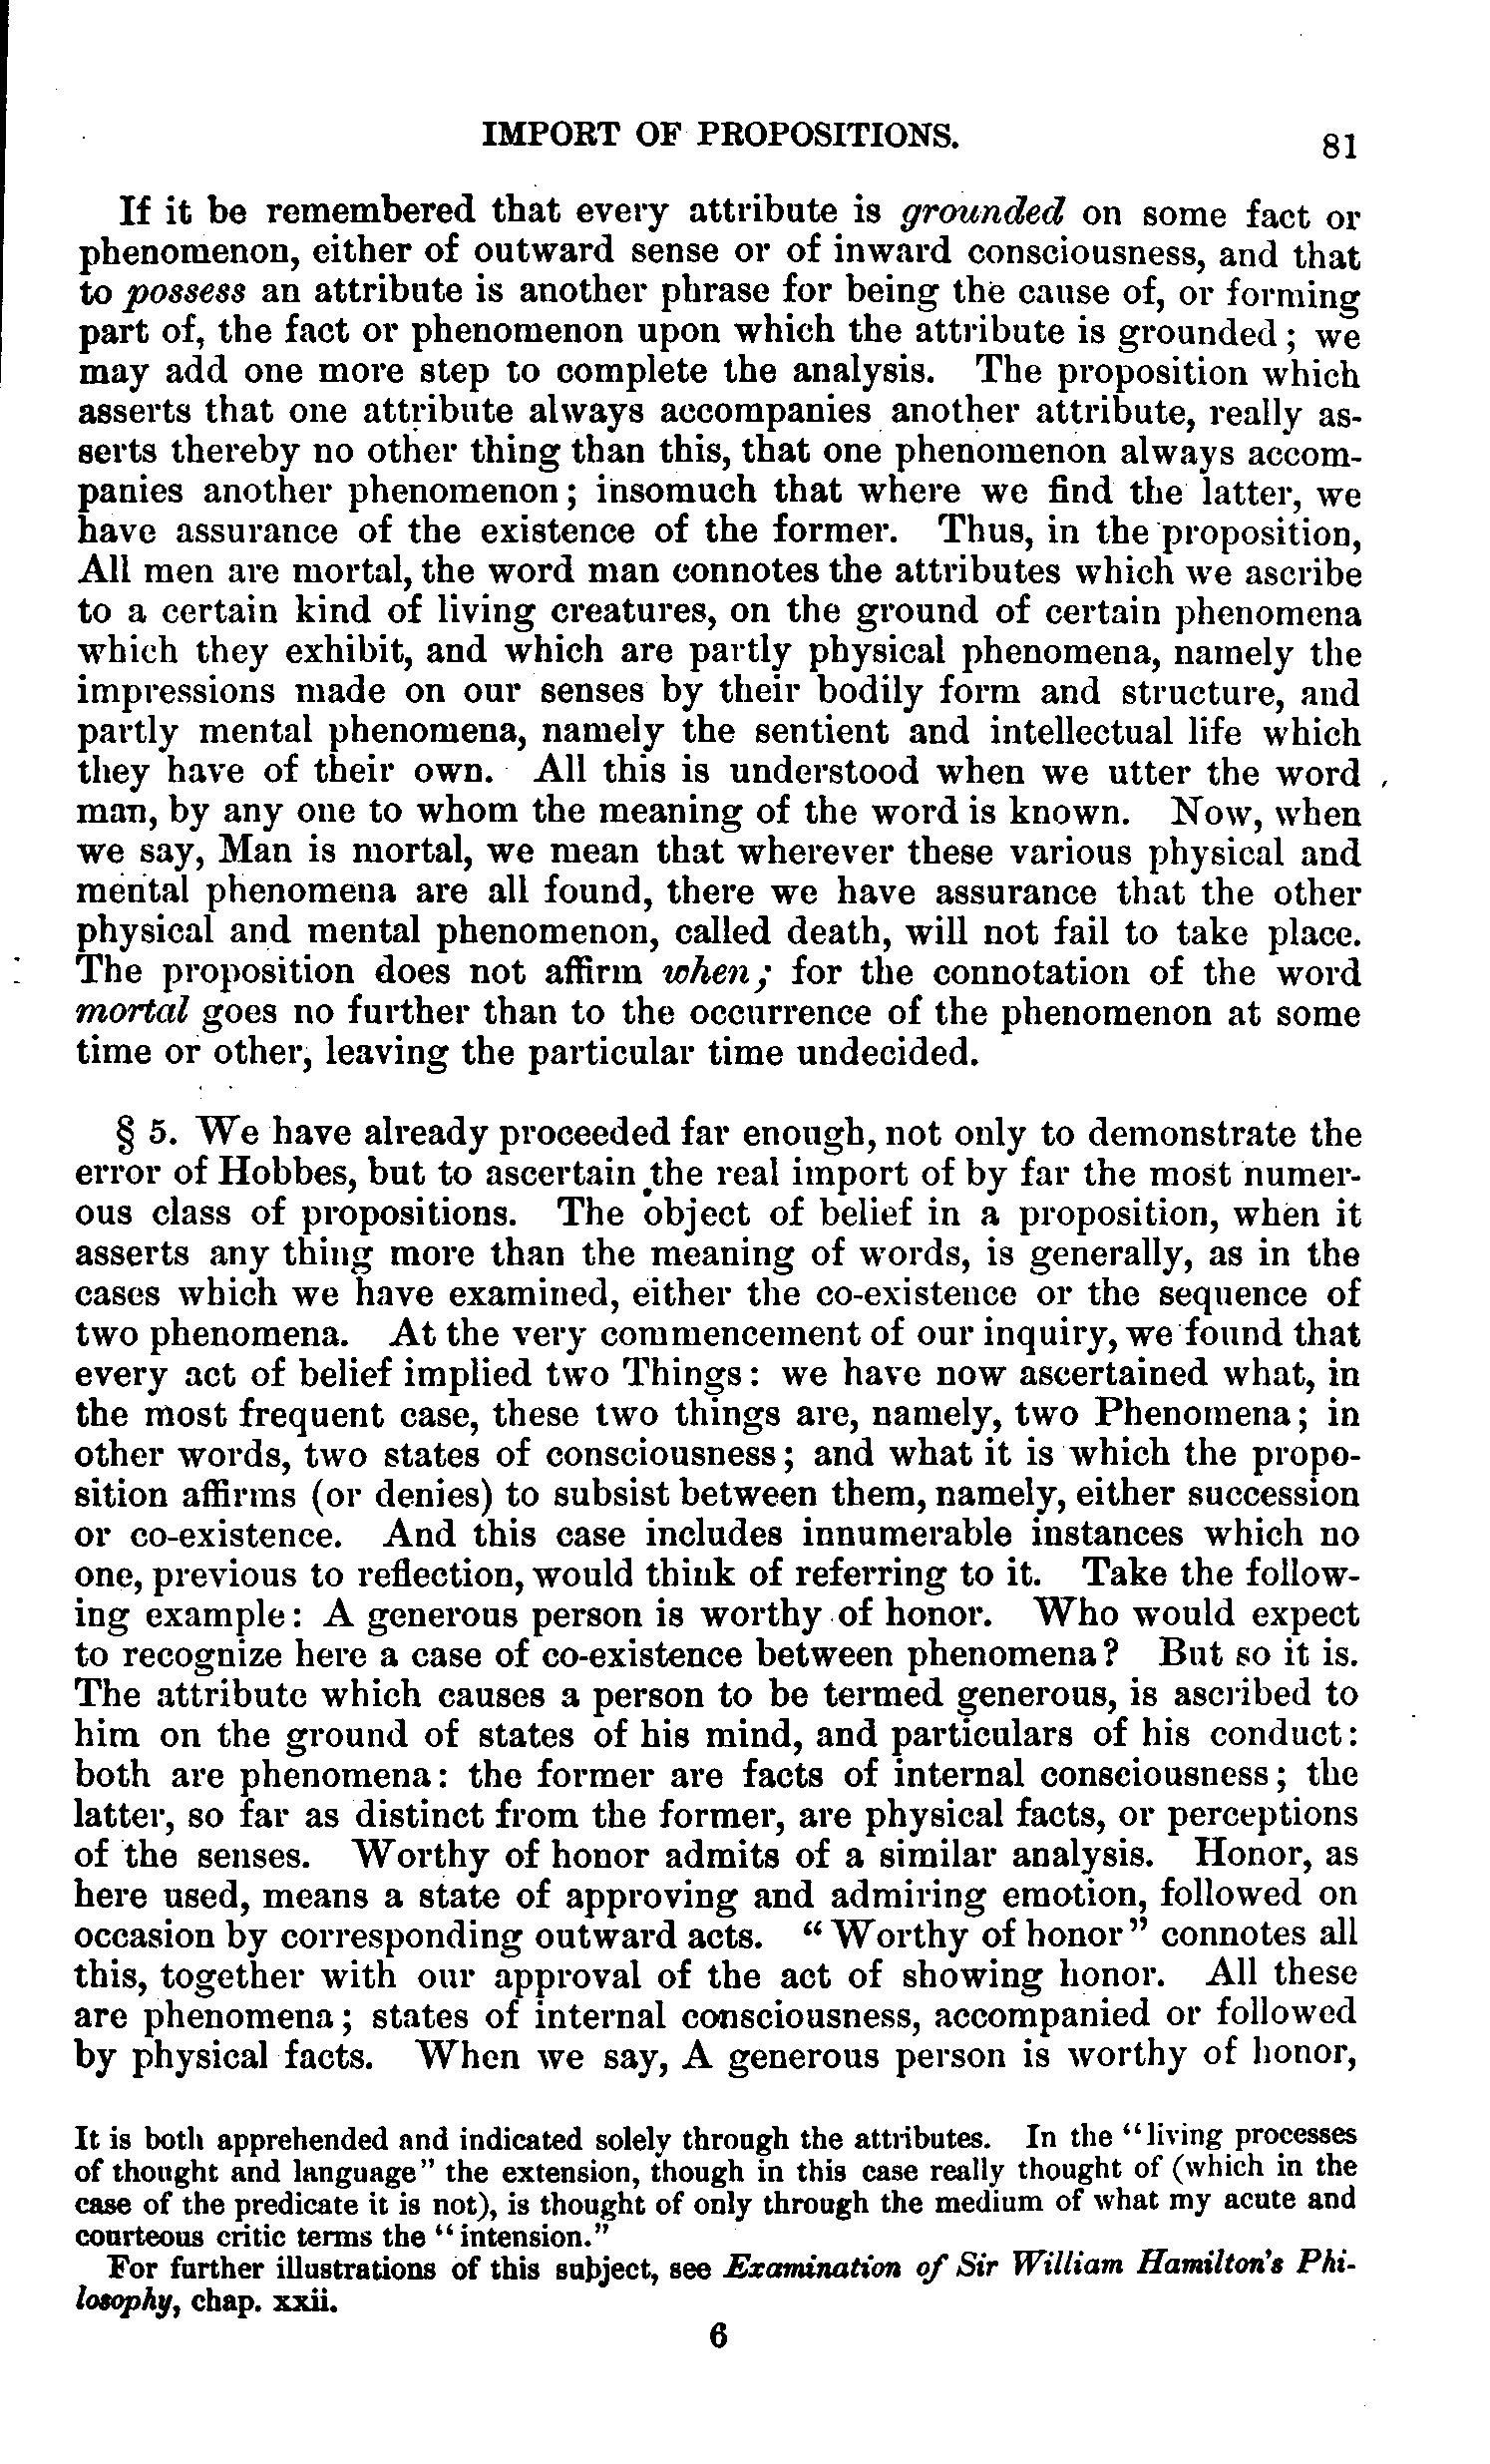 IMPORT OF PROPOSITIONS.
81
If it be remembered that every attribute is grounded on some fact or
phenomenon, either of outward sense or of inward consciousness, and that
to possess an attribute is another phrase for being the cause of, or forming
part of, the fact or phenomenon upon which the attribute is grounded; we
may add one more step to complete the analysis. The proposition which
asserts that one attribute always accompanies another attribute, really as-
serts thereby no other thing than this, that one phenomenon always accom-
panies another phenomenon; insomuch that where we find the latter, we
have assurance of the existence of the former. Thus, in the proposition,
All men are mortal, the word man connotes the attributes which we ascribe
to a certain kind of living creatures, on the ground of certain phenomena
which they exhibit, and which are partly physical phenomena, namely the
impressions made on our senses by their bodily form and structure, and
partly mental phenomena, namely the sentient and intellectual life which
they have of their own. All this is understood when we utter the word
man, by any one to whom the meaning of the word is known. Now, when
we say, Man is mortal, we mean that wherever these various physical and
mental phenomena are all found, there we have assurance that the other
physical and mental phenomenon, called death, will not fail to take place.
The proposition does not affirm when; for the connotation of the word
mortal goes no further than to the occurrence of the phenomenon at some
time or other, leaving the particular time undecided.
§ 5. We have already proceeded far enough, not only to demonstrate the
error of Hobbes, but to ascertain the real import of by far the most numer-
ous class of propositions. The object of belief in a proposition, when it
asserts any thing more than the meaning of words, is generally, as in the
cases which we have examined, either the co-existence or the sequence of
two phenomena. At the very commencement of our inquiry, we found that
every act of belief implied two Things: we have now ascertained what, in
the most frequent case, these two things are, namely, two Phenomena; in
other words, two states of consciousness; and what it is which the propo-
sition affirms (or denies) to subsist between them, namely, either succession
or co-existence. And this case includes innumerable instances which no
one, previous to reflection, would think of referring to it. Take the follow-
ing example: A generous person is worthy of honor. Who would expect
to recognize here a case of co-existence between phenomena? But so it is.
The attribute which causes a person to be termed generous, is ascribed to
him on the ground of states of his mind, and particulars of his conduct:
both are phenomena: the former are facts of internal consciousness; the
latter, so far as distinct from the former, are physical facts, or perceptions
of the senses. Worthy of honor admits of a similar analysis. Honor, as
here used, means a state of approving and admiring emotion, followed on
occasion by corresponding outward acts. "Worthy of honor" connotes all
this, together with our approval of the act of showing honor. All these
are phenomena; states of internal consciousness, accompanied or followed
by physical facts. When we say, A generous person is worthy of honor,
It is both apprehended and indicated solely through the attributes. In the "living processes
of thought and language" the extension, though in this case really thought of (which in the
case of the predicate it is not), is thought of only through the medium of what my acute and
courteous critic terms the "intension."
For further illustrations of this subject, see Examination of Sir William Hamilton's Phi-
losophy, chap. xxii.
6